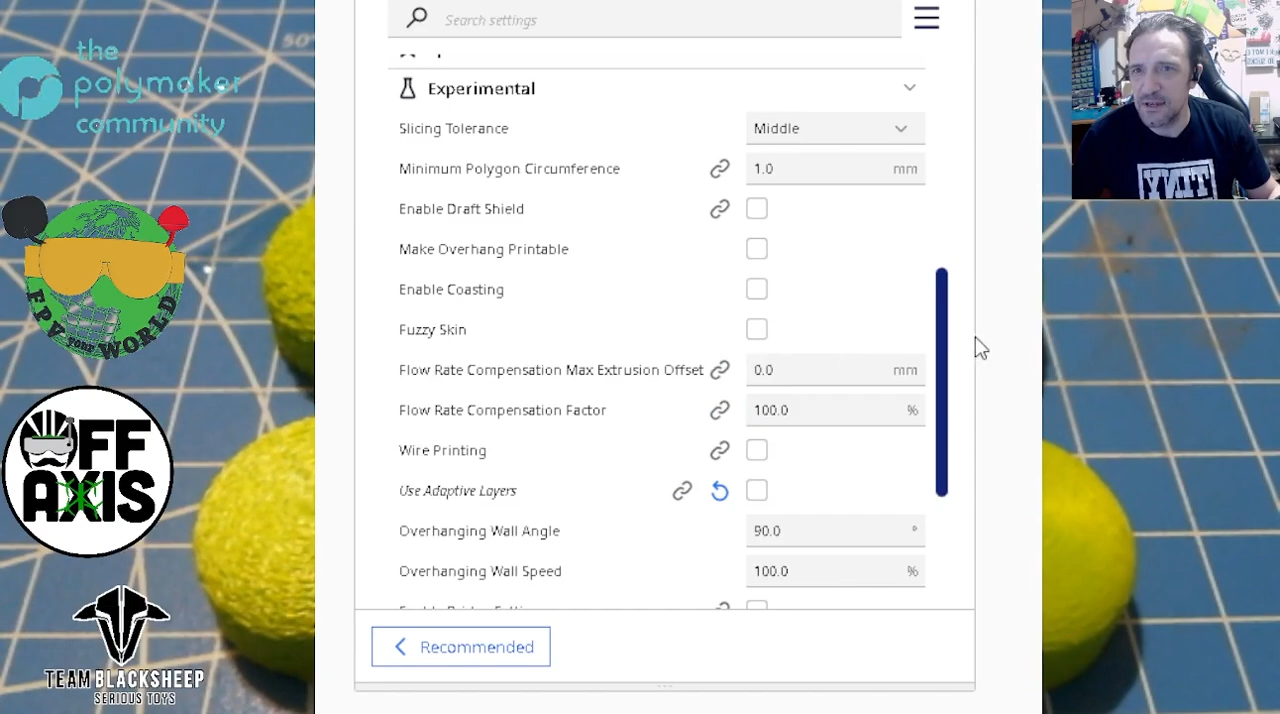 50°
the
polymaker
community
FPV your WORLD
OFF
AXIS
TEAM BLACKSHEEP
SERIOUS TOYS
Search settings
Experimental
Slicing Tolerance Middle
Minimum Polygon Circumference 1.0 mm
Enable Draft Shield
Make Overhang Printable
Enable Coasting
Fuzzy Skin
Flow Rate Compensation Max Extrusion Offset 0.0 mm
Flow Rate Compensation Factor 100.0 %
Wire Printing
Use Adaptive Layers
Overhanging Wall Angle 90.0 °
Overhanging Wall Speed 100.0 %
Recommended
TINY